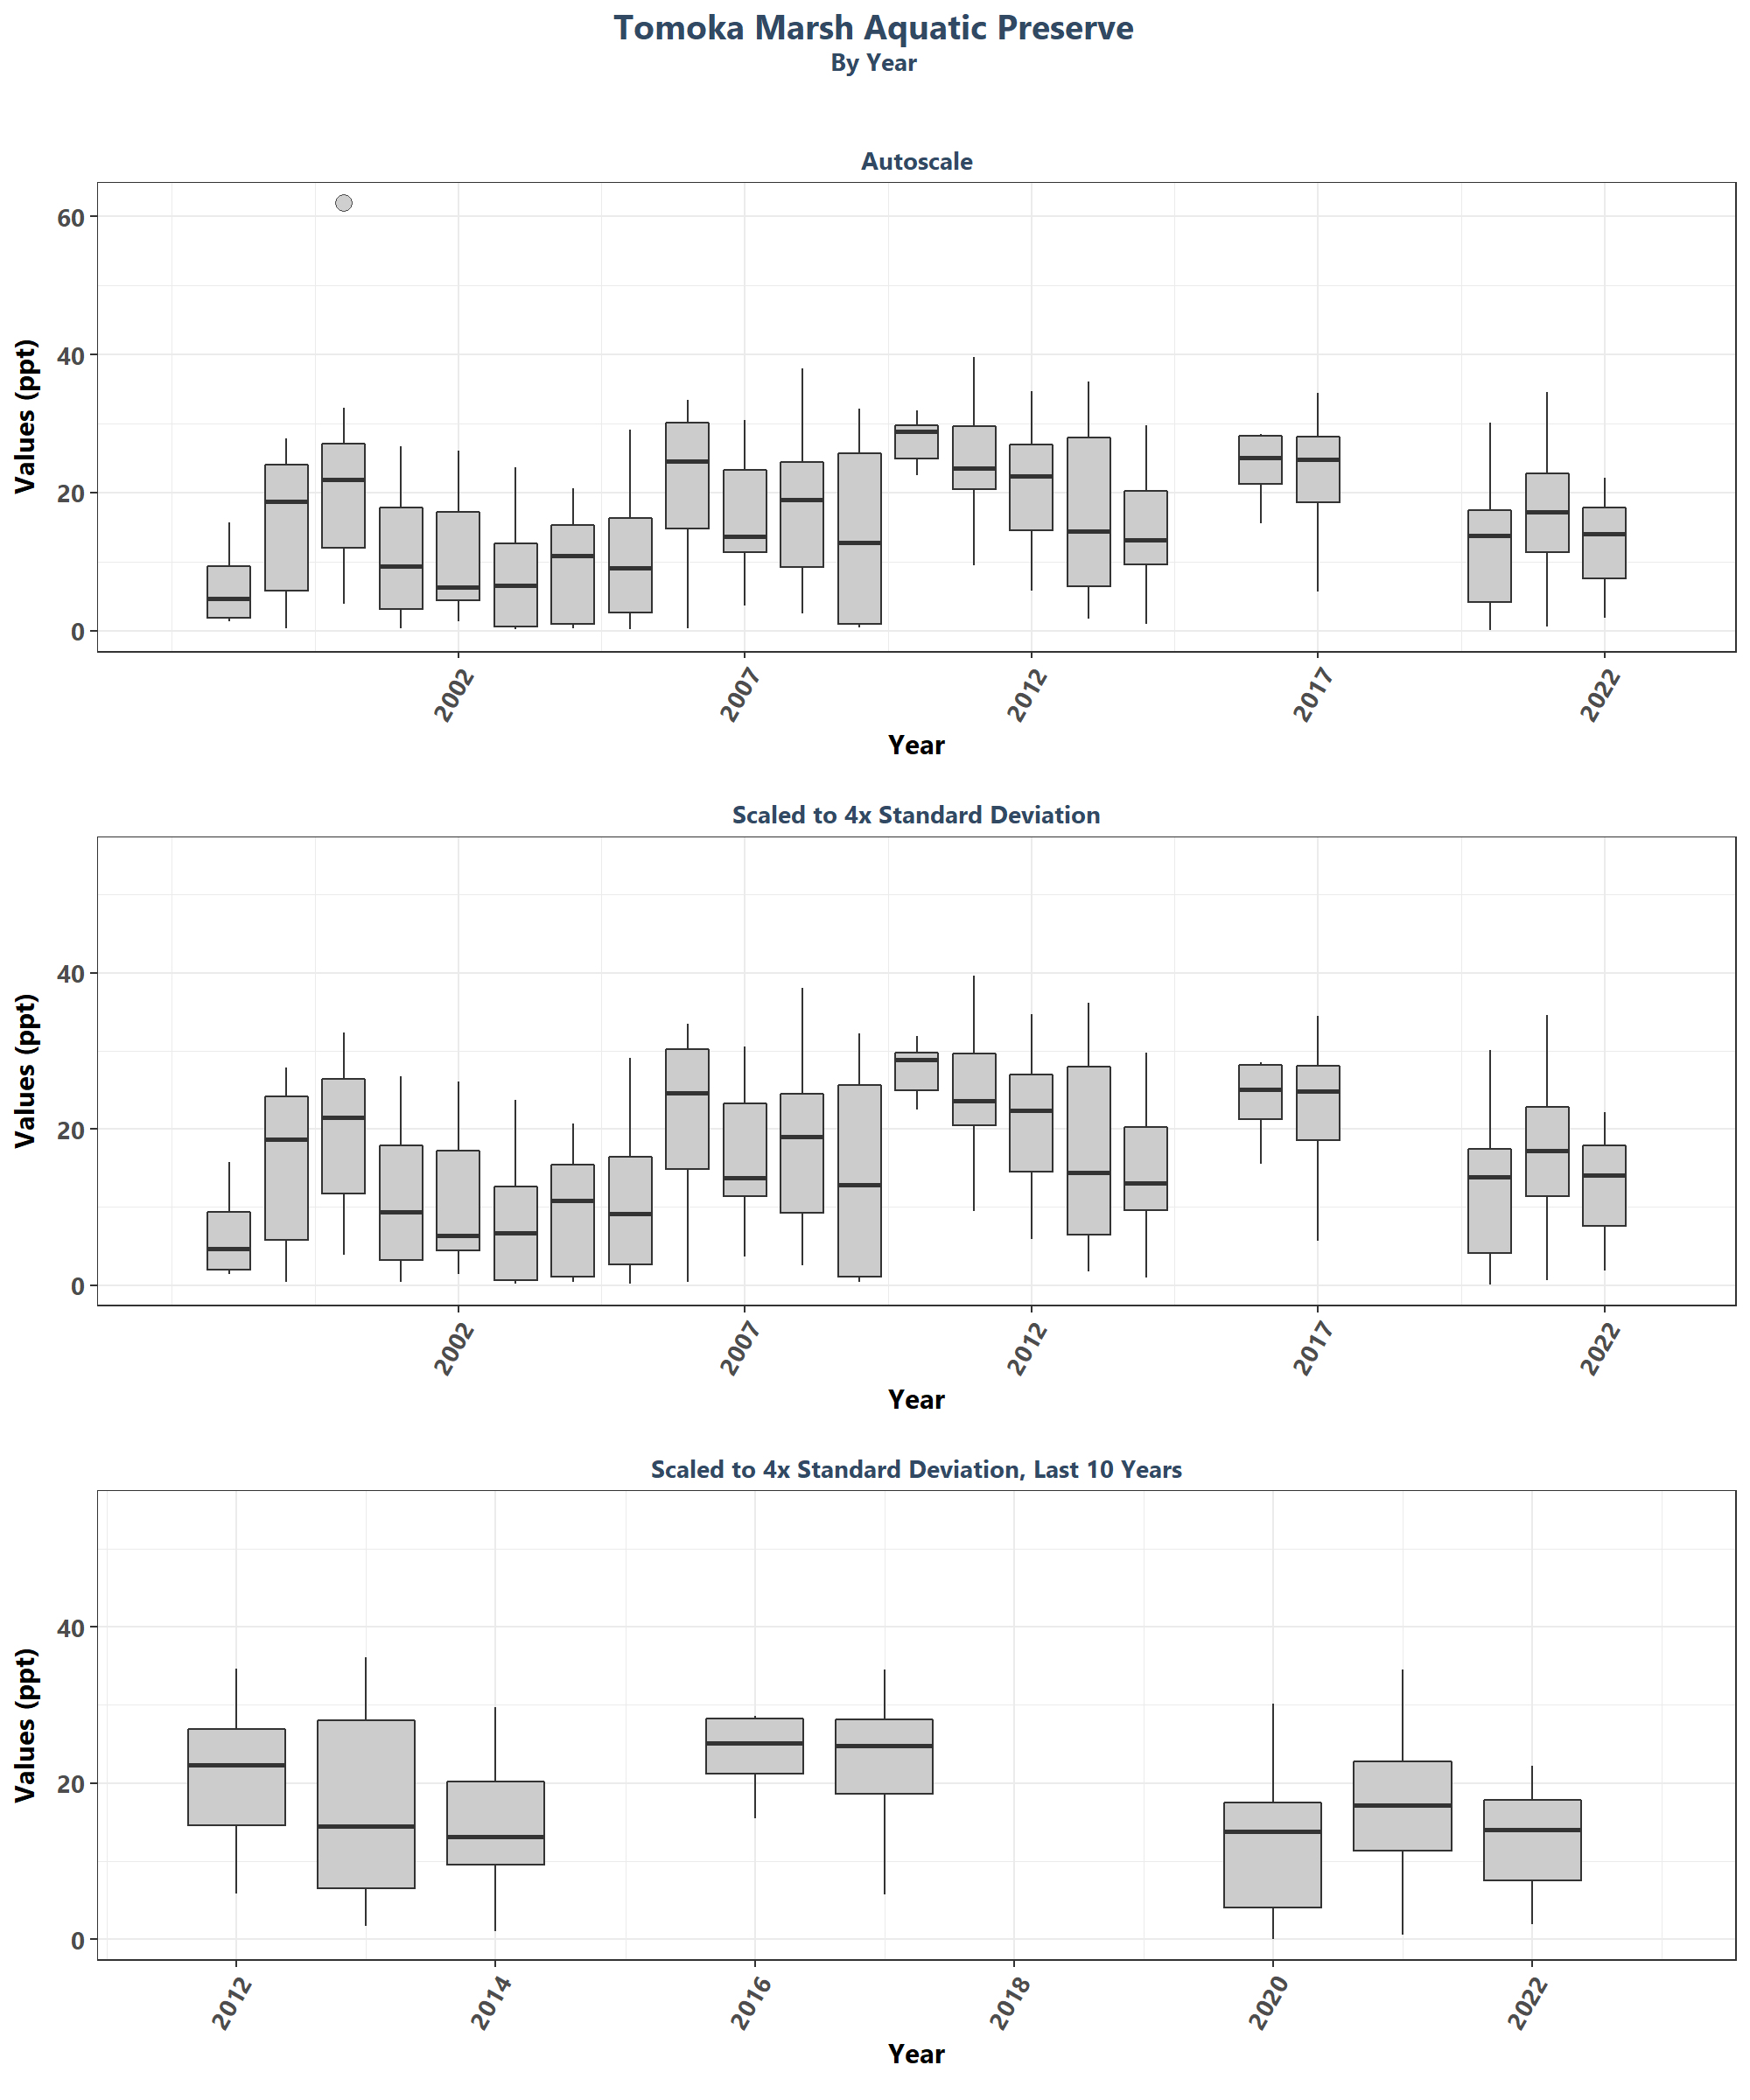 Tomoka Marsh Aquatic Preserve
By Year
Autoscale
Values (ppt)
60
40
20
0
2002 2007 2012 2017 2022
Year
Scaled to 4x Standard Deviation
Values (ppt)
40
20
0
2002 2007 2012 2017 2022
Year
Scaled to 4x Standard Deviation, Last 10 Years
Values (ppt)
40
20
0
2012 2014 2016 2018 2020 2022
Year